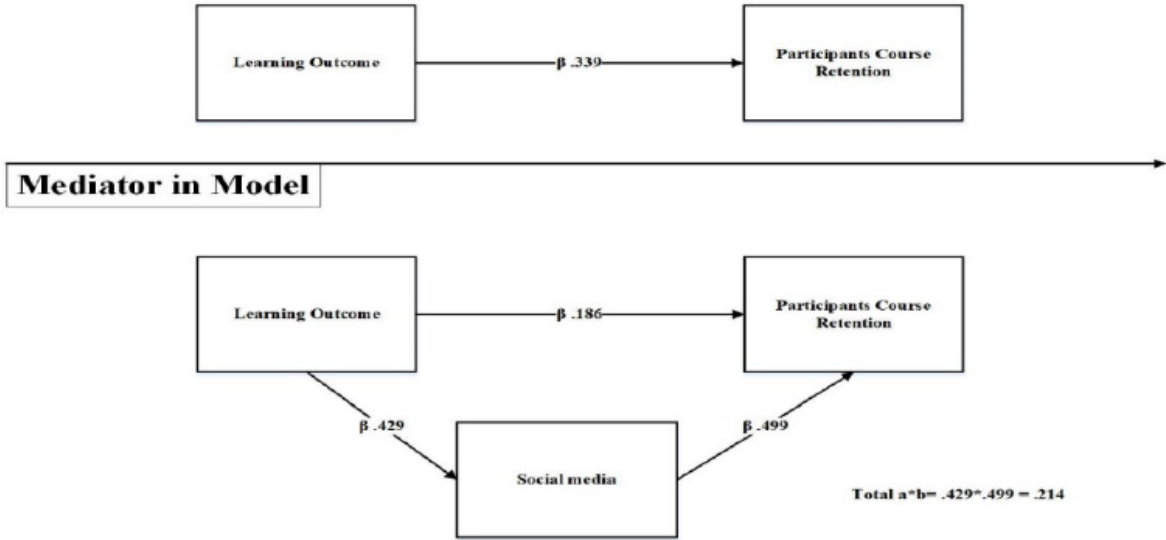 Learning Outcome
β .339
Participants Course
Retention
Mediator in Model
Learning Outcome
β .186
Participants Course
Retention
β .429
β .499
Social media
Total a*b= .429*.499 = .214